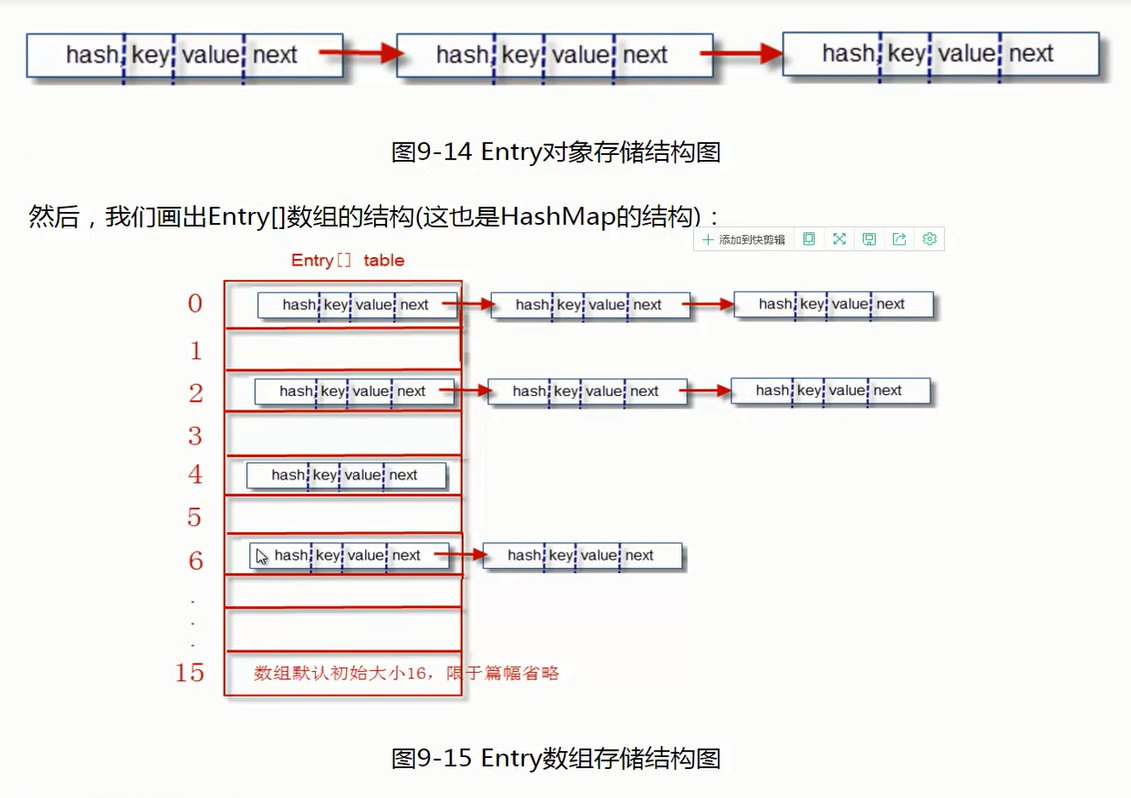 hash key value next hash key value next hash key value next
图9-14 Entry对象存储结构图
然后，我们画出Entry[]数组的结构(这也是HashMap的结构)：
添加到快剪辑
Entry[] table
0 hash key value next hash key value next hash key value next
1
2 hash key value next hash key value next hash key value next
3
4 hash key value next
5
6 hash key value next hash key value next
.
.
.
15 数组默认初始大小16，限于篇幅省略
图9-15 Entry数组存储结构图